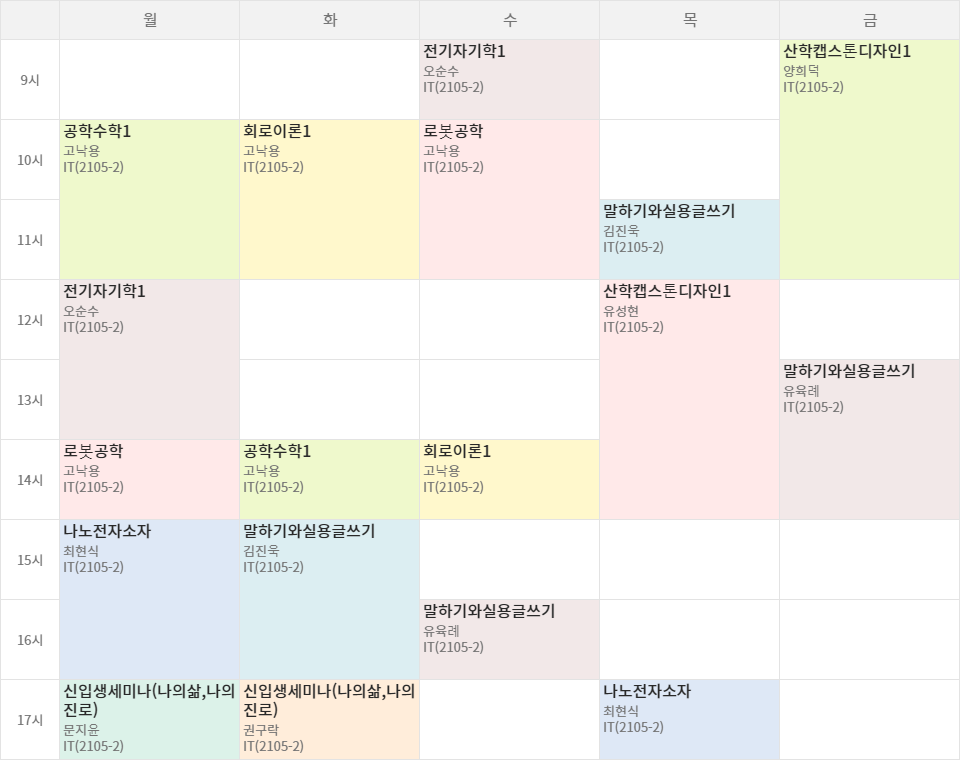 월 화 수 목 금
9시
전기자기학1
오순수
IT(2105-2)
산학캡스톤디자인1
양희덕
IT(2105-2)
10시
공학수학1
고낙용
IT(2105-2)
회로이론1
고낙용
IT(2105-2)
로봇공학
고낙용
IT(2105-2)
11시
말하기와실용글쓰기
김진욱
IT(2105-2)
12시
전기자기학1
오순수
IT(2105-2)
산학캡스톤디자인1
유성현
IT(2105-2)
13시
말하기와실용글쓰기
유육례
IT(2105-2)
14시
로봇공학
고낙용
IT(2105-2)
공학수학1
고낙용
IT(2105-2)
회로이론1
고낙용
IT(2105-2)
15시
나노전자소자
최현식
IT(2105-2)
말하기와실용글쓰기
김진욱
IT(2105-2)
16시
말하기와실용글쓰기
유육례
IT(2105-2)
17시
신입생세미나(나의삶,나의
진로)
문지윤
IT(2105-2)
신입생세미나(나의삶,나의
진로)
권구락
IT(2105-2)
나노전자소자
최현식
IT(2105-2)